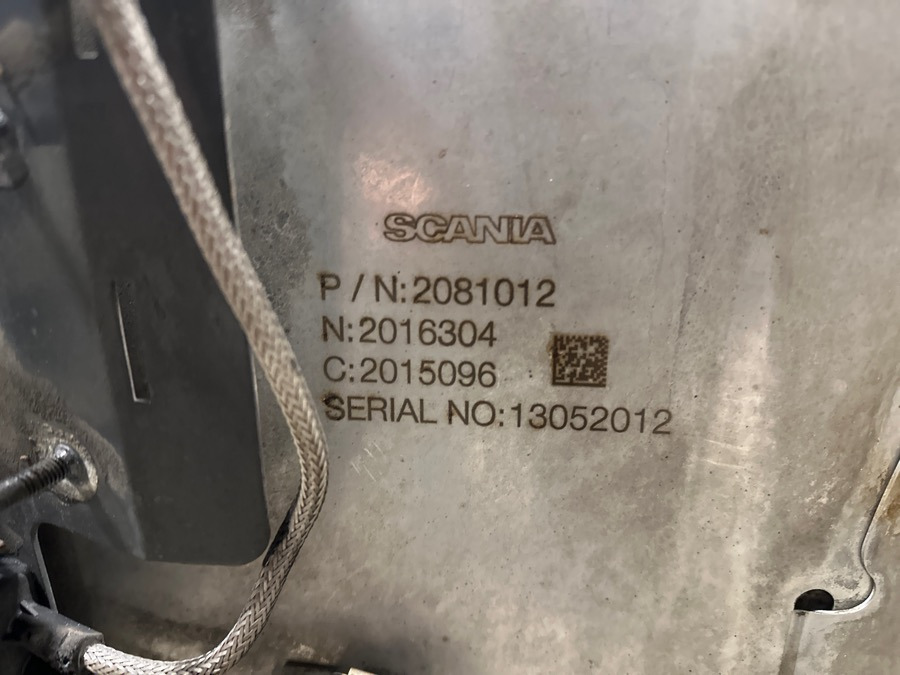 SCANIA
P / N: 2081012
N: 2016304
C: 2015096
SERIAL NO: 13052012